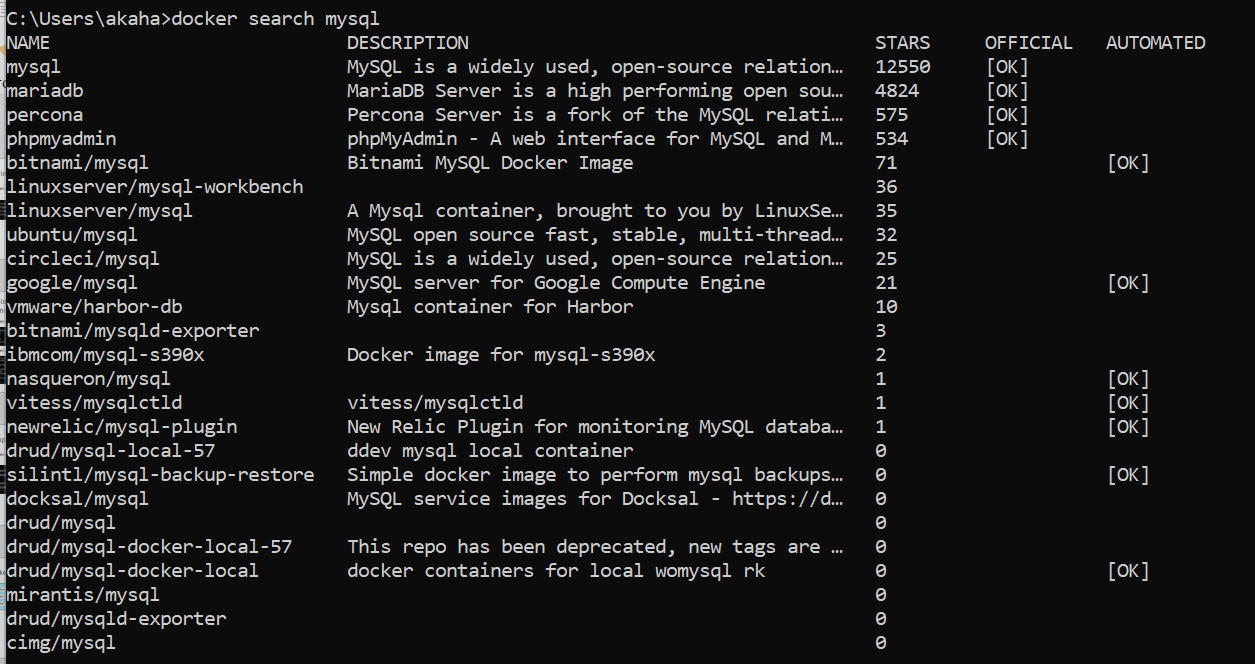 C:\Users\akaha>docker search mysql
NAME DESCRIPTION STARS OFFICIAL AUTOMATED
mysql MySQL is a widely used, open-source relation… 12550 [OK]
mariadb MariaDB Server is a high performing open sou… 4824 [OK]
percona Percona Server is a fork of the MySQL relati… 575 [OK]
phpmyadmin phpMyAdmin - A web interface for MySQL and M… 534 [OK]
bitnami/mysql Bitnami MySQL Docker Image 71 [OK]
linuxserver/mysql-workbench 36
linuxserver/mysql A Mysql container, brought to you by LinuxSe… 35
ubuntu/mysql MySQL open source fast, stable, multi-thread… 32
circleci/mysql MySQL is a widely used, open-source relation… 25
google/mysql MySQL server for Google Compute Engine 21 [OK]
vmware/harbor-db Mysql container for Harbor 10
bitnami/mysqld-exporter 3
ibmcom/mysql-s390x Docker image for mysql-s390x 2
nasqueron/mysql 1 [OK]
vitess/mysqlctld vitess/mysqlctld 1 [OK]
newrelic/mysql-plugin New Relic Plugin for monitoring MySQL databa… 1 [OK]
drud/mysql-local-57 ddev mysql local container 0
silintl/mysql-backup-restore Simple docker image to perform mysql backups… 0 [OK]
docksal/mysql MySQL service images for Docksal - https://d… 0
drud/mysql 0
drud/mysql-docker-local-57 This repo has been deprecated, new tags are … 0
drud/mysql-docker-local docker containers for local womysql rk 0 [OK]
mirantis/mysql 0
drud/mysqld-exporter 0
cimg/mysql 0